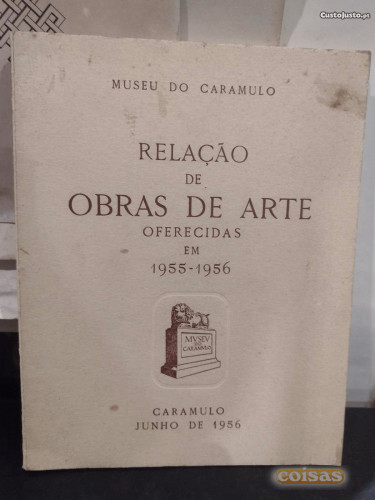 CustoJusto.pt
MUSEU DO CARAMULO
RELAÇÃO
DE
OBRAS DE ARTE
OFERECIDAS
EM
1955-1956
MVSEV
DO
CARAMULO
CARAMULO
JUNHO DE 1956
coisas